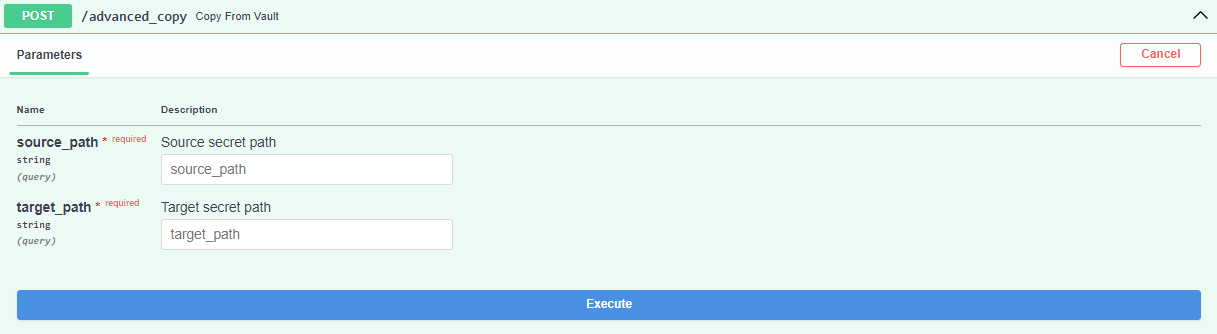 POST /advanced_copy Copy From Vault
Parameters Cancel
Name Description
source_path * required Source secret path
string source_path
(query)
target_path * required Target secret path
string target_path
(query)
Execute